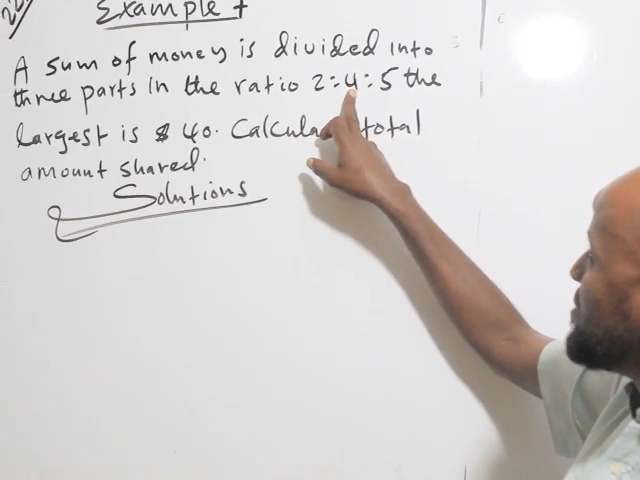 Example 7
A sum of money is divided into
three parts in the ratio 2:4:5 the
largest is $40. Calculate total
amount shared.
Solutions